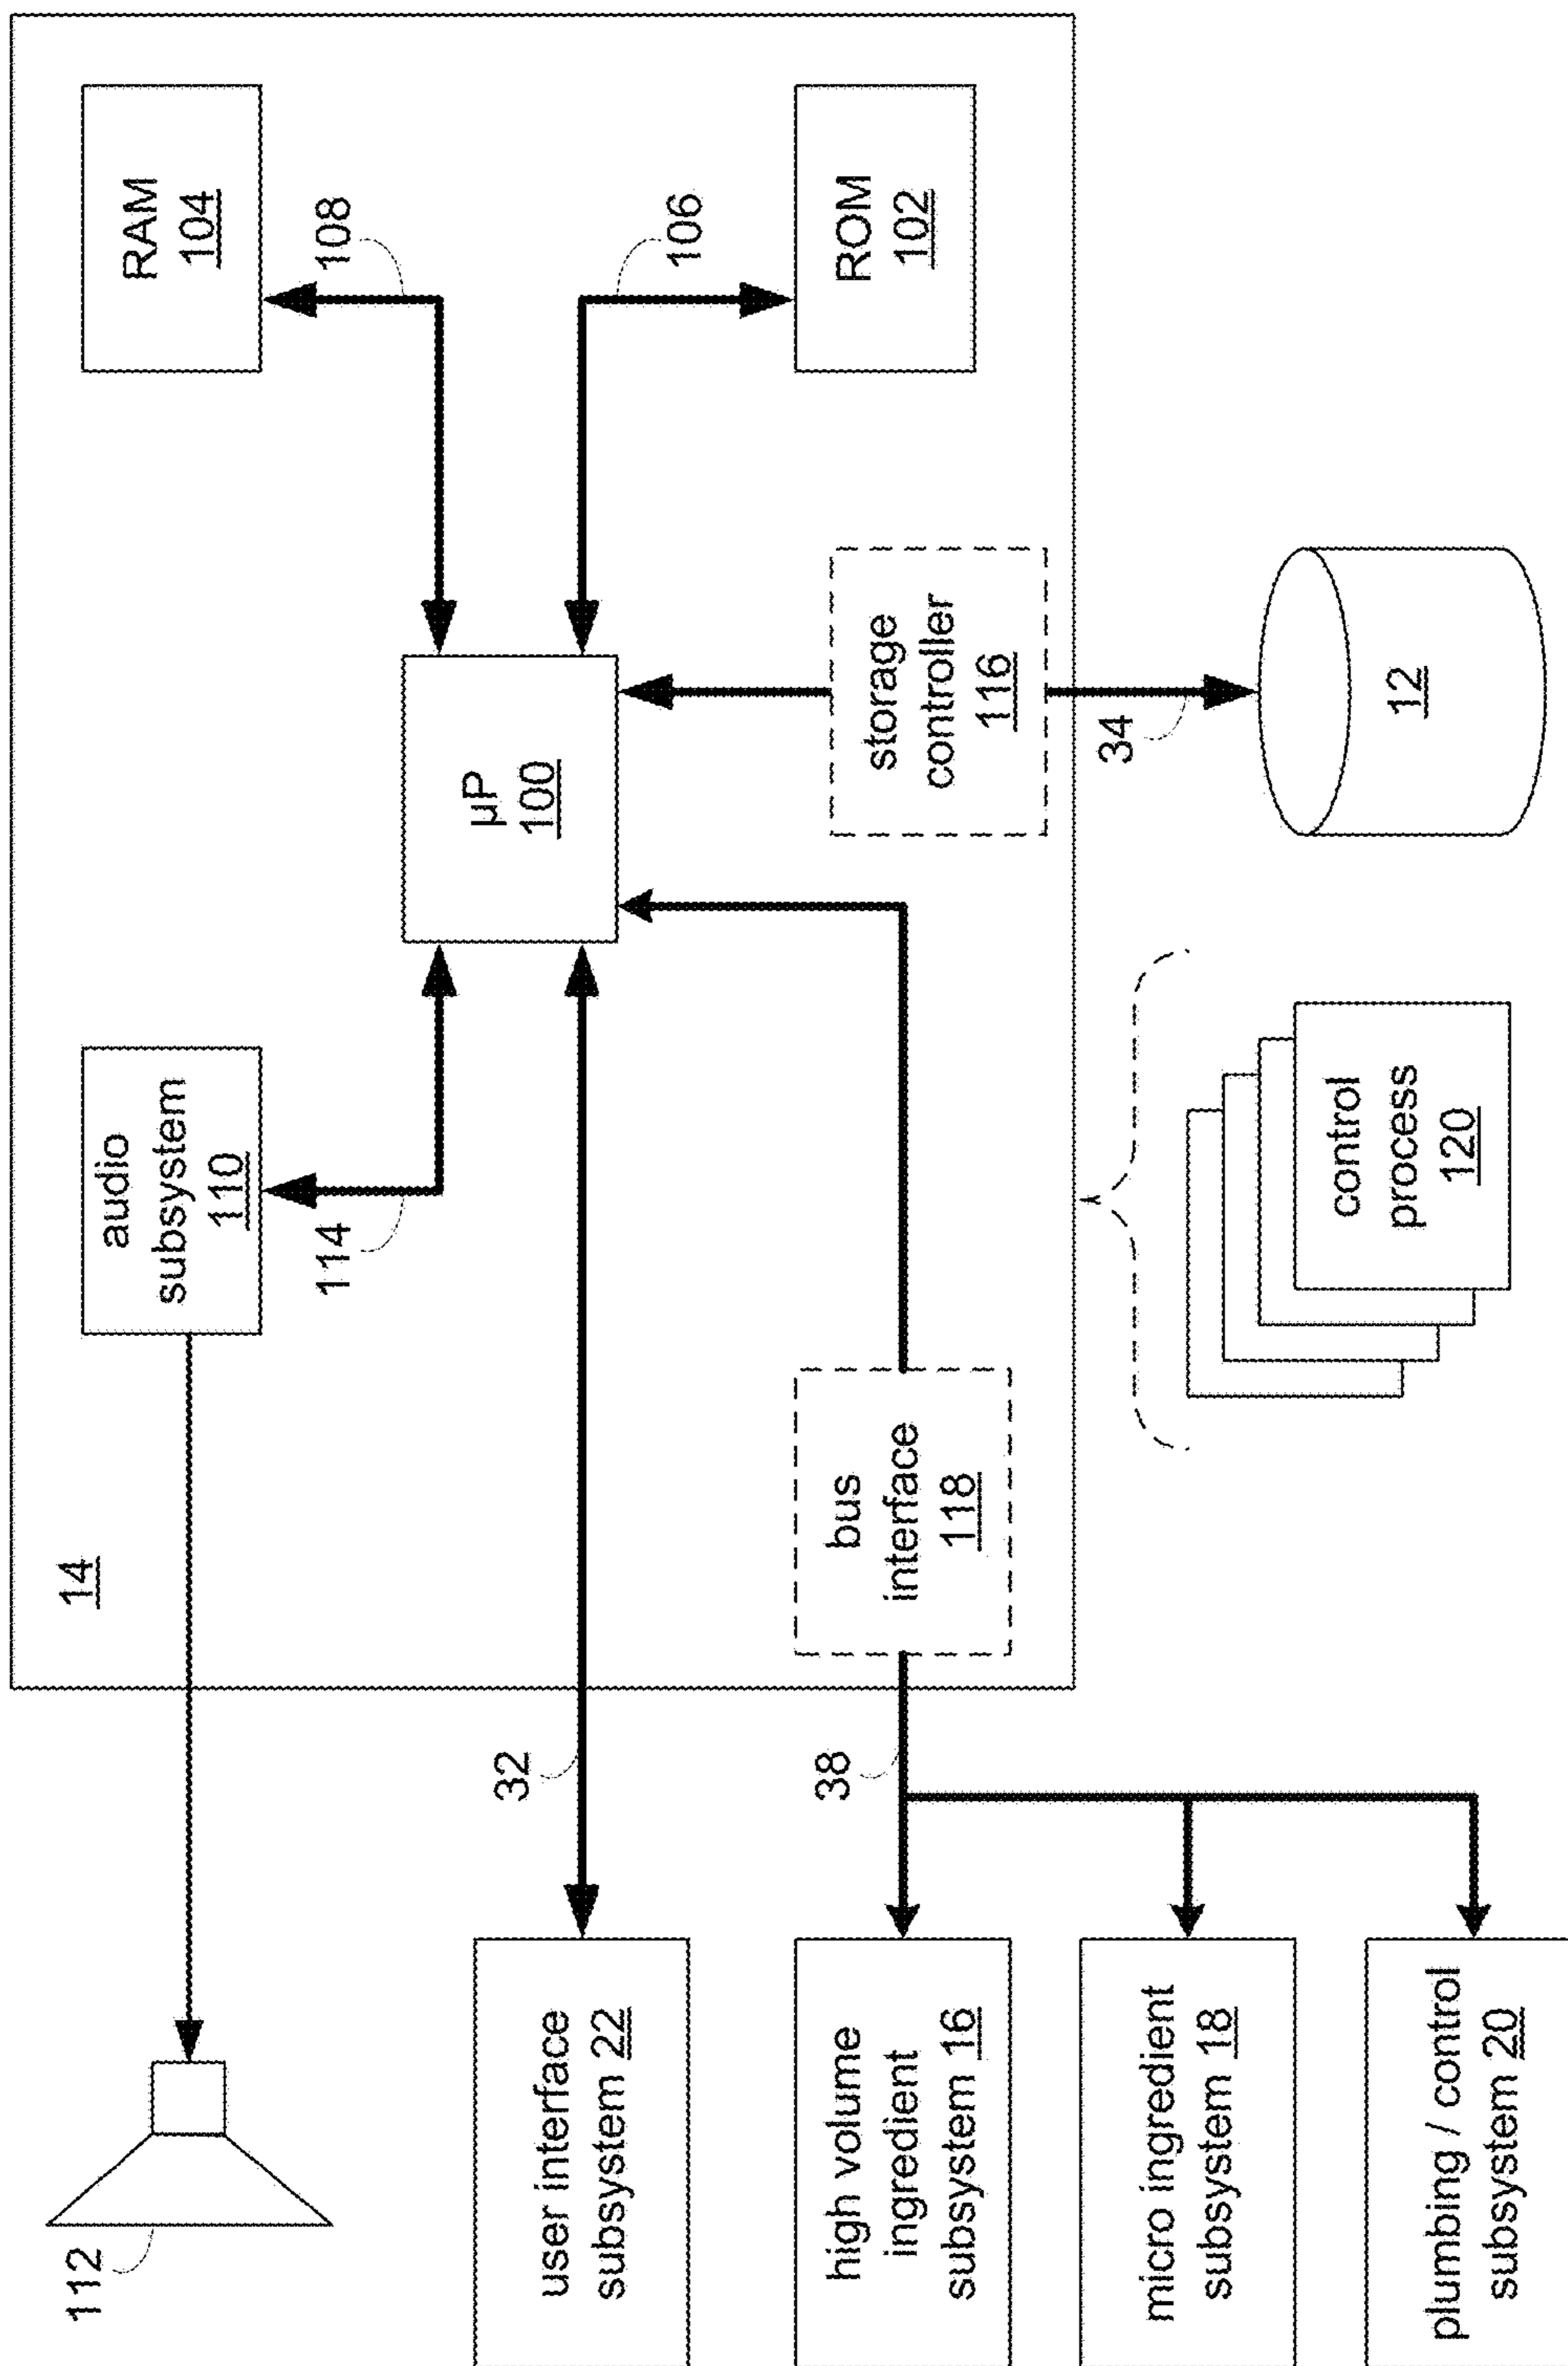 14
RAM
104
108
106
ROM
102
audio
subsystem
110
114
µP
100
storage
controller
116
34
12
bus
interface
118
control
process
120
112
32
38
user interface
subsystem 22
high volume
ingredient
subsystem 16
micro ingredient
subsystem 18
plumbing / control
subsystem 20